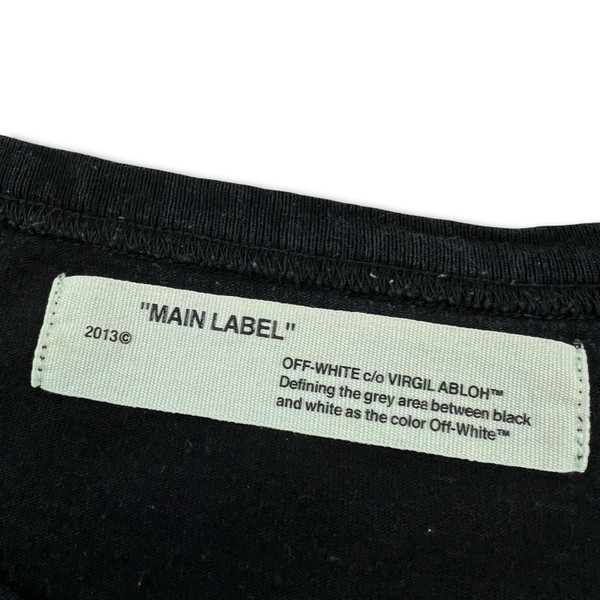 "MAIN LABEL"
2013©
OFF-WHITE c/o VIRGIL ABLOH™
Defining the grey area between black
and white as the color Off-White™